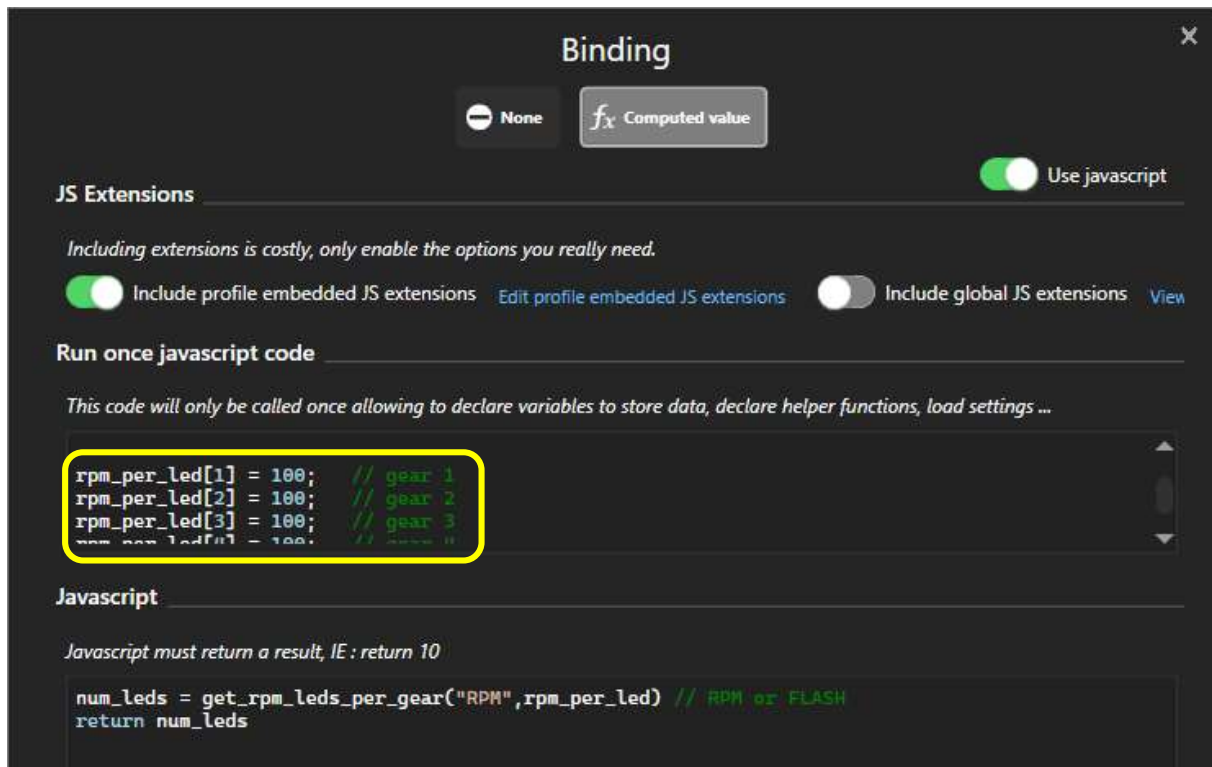 Binding
None
fx Computed value
Use javascript
JS Extensions
Including extensions is costly, only enable the options you really need.
Include profile embedded JS extensions Edit profile embedded JS extensions Include global JS extensions View
Run once javascript code
This code will only be called once allowing to declare variables to store data, declare helper functions, load settings ...
rpm_per_led[1] = 100; // gear 1
rpm_per_led[2] = 100; // gear 2
rpm_per_led[3] = 100; // gear 3
Javascript
Javascript must return a result, IE : return 10
num_leds = get_rpm_leds_per_gear("RPM",rpm_per_led) // RPM or FLASH
return num_leds